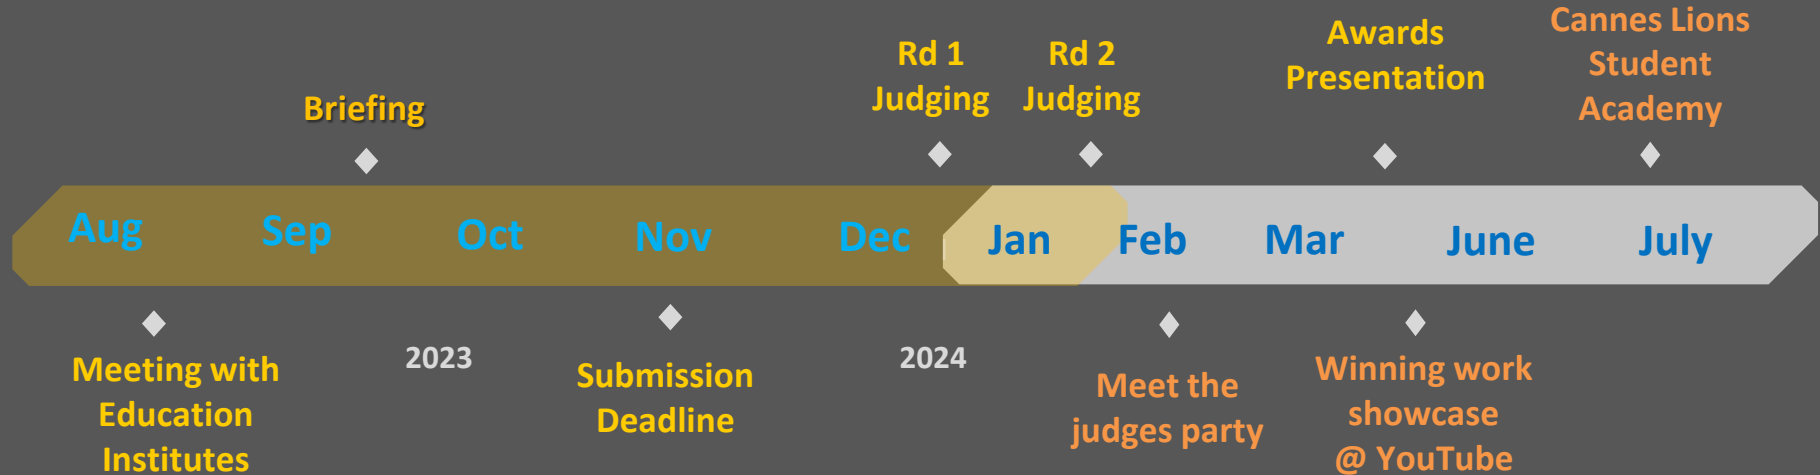 Briefing
Rd 1
Judging
Rd 2
Judging
Awards
Presentation
Cannes Lions
Student
Academy
Aug
Sep
Oct
Nov
Dec
Jan
Feb
Mar
June
July
Meeting with
Education
Institutes
2023
Submission
Deadline
2024
Meet the
judges party
Winning work
showcase
@ YouTube